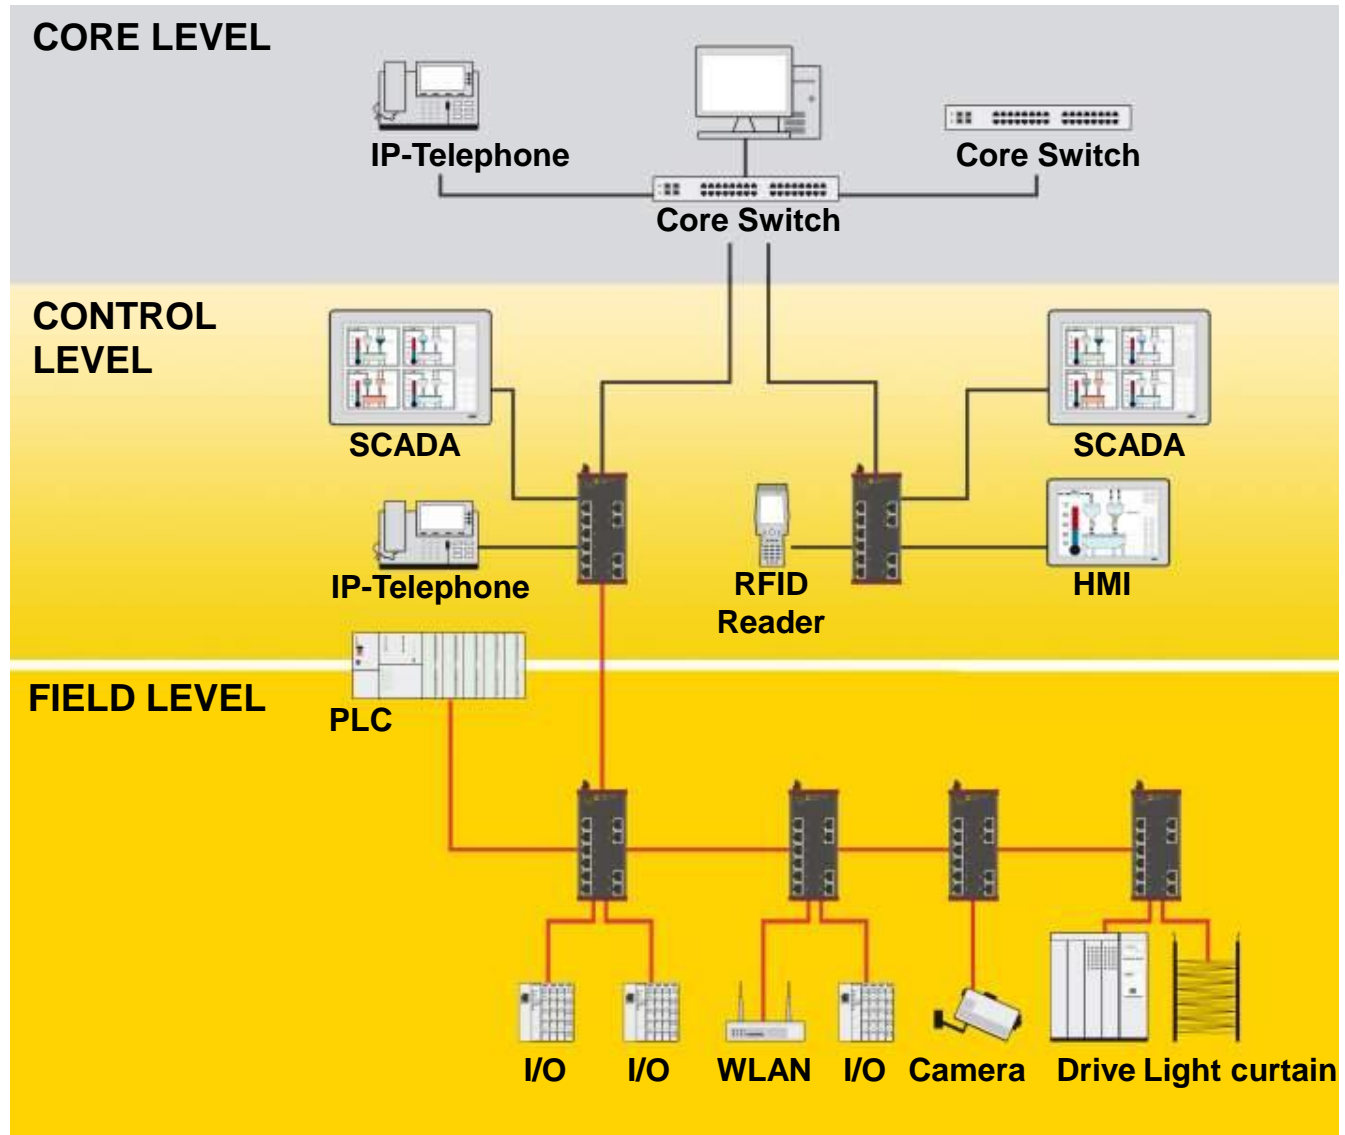 CORE LEVEL
IP-Telephone
Core Switch
Core Switch
CONTROL
LEVEL
SCADA
SCADA
IP-Telephone
RFID
Reader
HMI
FIELD LEVEL
PLC
I/O
I/O
WLAN
I/O
Camera
Drive
Light curtain